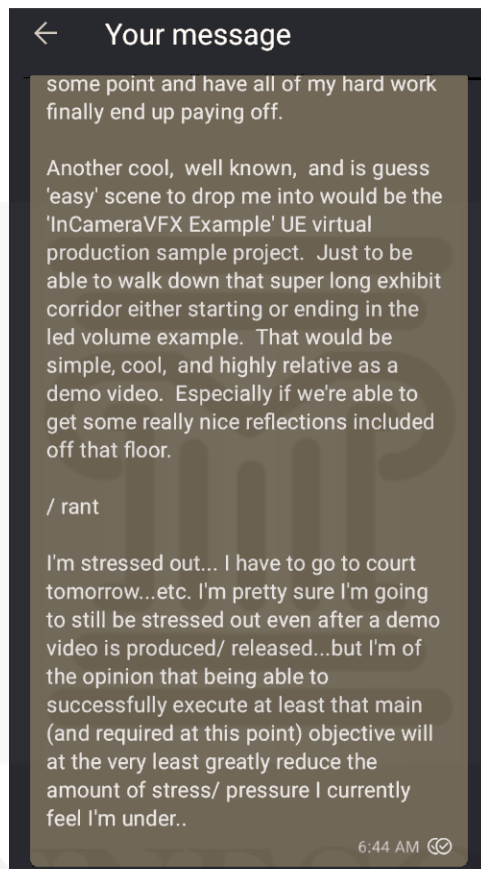 Your message
some point and have all of my hard work
finally end up paying off.
Another cool,  well known,  and is guess
'easy' scene to drop me into would be the
'InCameraVFX Example' UE virtual
production sample project.  Just to be
able to walk down that super long exhibit
corridor either starting or ending in the
led volume example.  That would be
simple, cool,  and highly relative as a
demo video.  Especially if we're able to
get some really nice reflections included
off that floor.
/ rant
I'm stressed out... I have to go to court
tomorrow...etc. I'm pretty sure I'm going
to still be stressed out even after a demo
video is produced/ released...but I'm of
the opinion that being able to
successfully execute at least that main
(and required at this point) objective will
at the very least greatly reduce the
amount of stress/ pressure I currently
feel I'm under..
6:44 AM